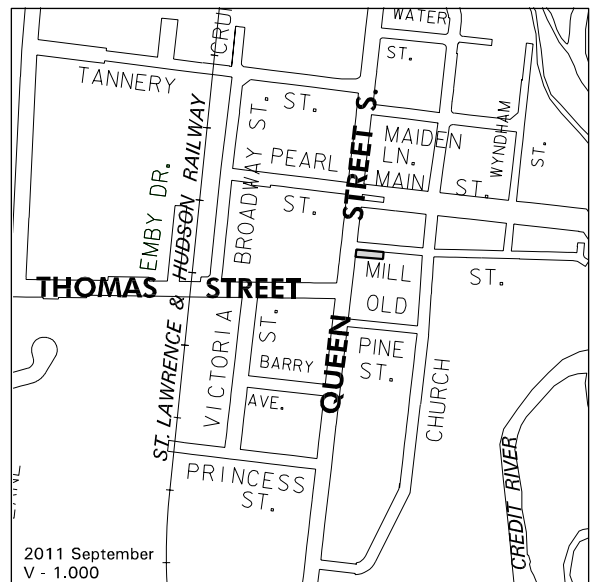 WATER
ST.
CRU
TANNERY
ST.
ST.
STREET S.
MAIDEN
LN.
WYNDHAM
ST.
PEARL
MAIN
ST.
EMBY DR.
BROADWAY
ST.
THOMAS STREET
MILL
ST.
OLD
ST. LAWRENCE & HUDSON RAILWAY
VICTORIA
ST.
BARRY
AVE.
QUEEN
PINE
ST.
CHURCH
PRINCESS
ST.
CREDIT RIVER
2011 September
V - 1.000